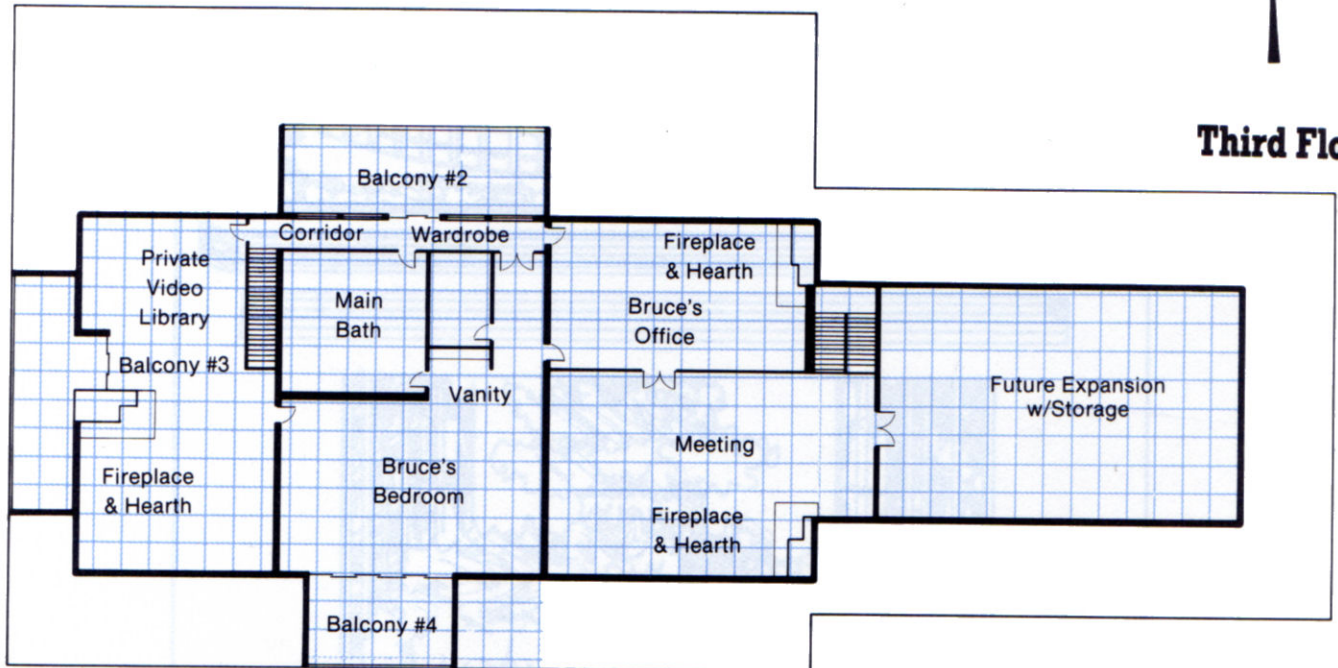 Third Flo
Balcony #2
Corridor
Wardrobe
Private
Video
Library
Main
Bath
Fireplace
& Hearth
Bruce's
Office
Balcony #3
Vanity
Future Expansion
w/Storage
Meeting
Bruce's
Bedroom
Fireplace
& Hearth
Fireplace
& Hearth
Balcony #4